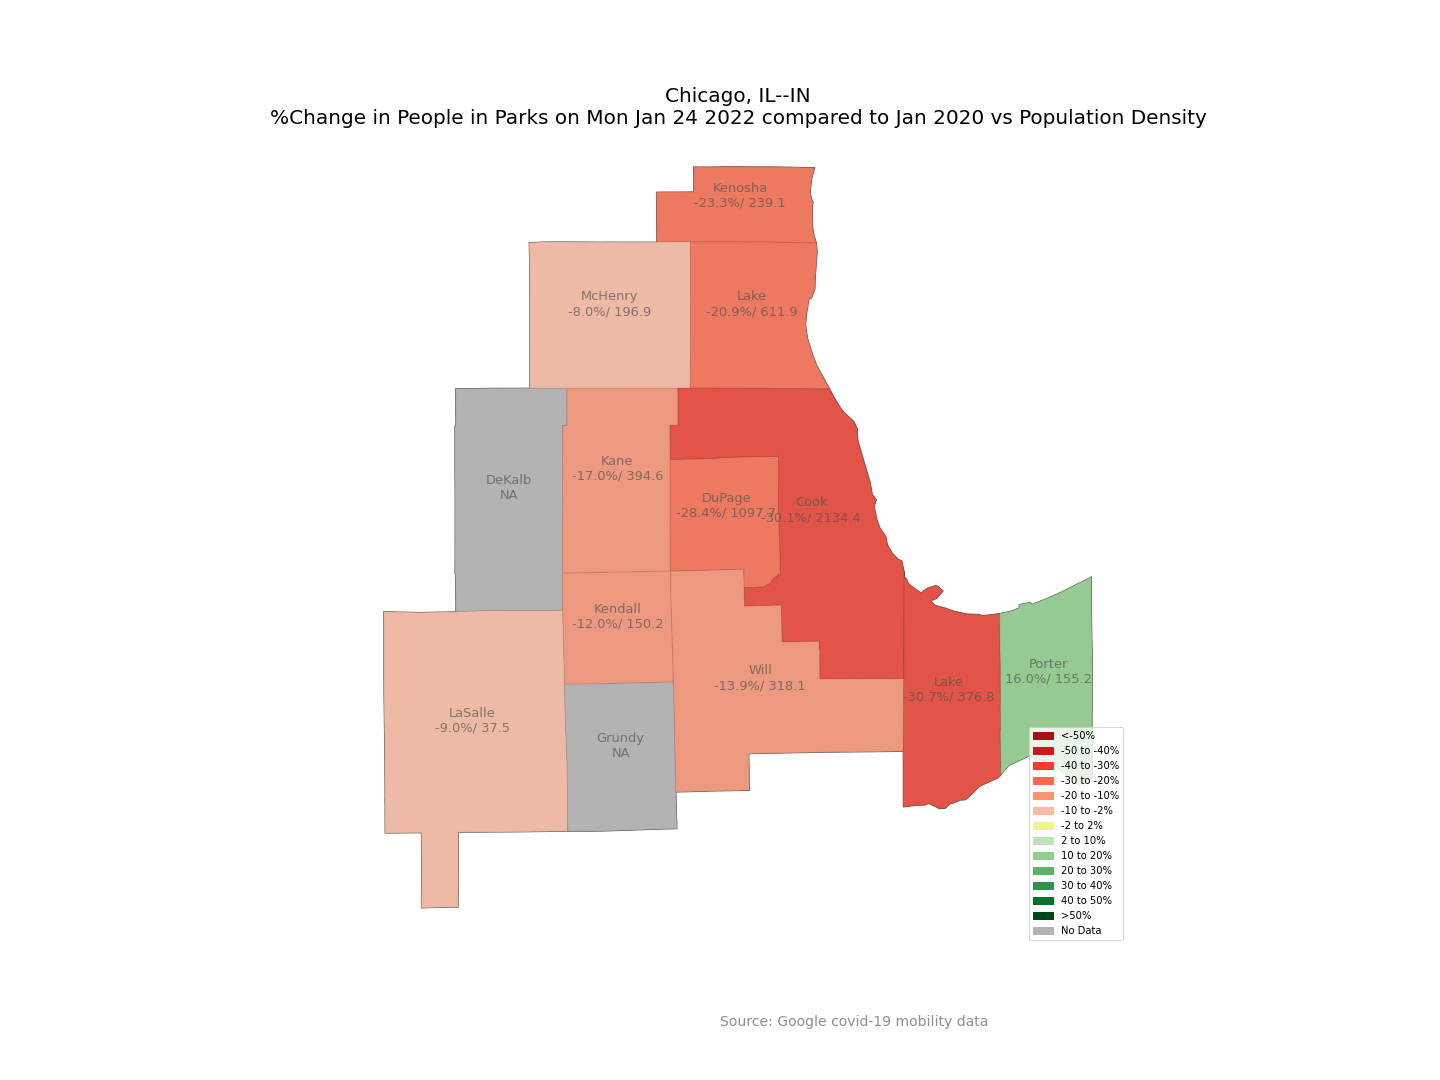 Chicago, IL--IN
%Change in People in Parks on Mon Jan 24 2022 compared to Jan 2020 vs Population Density
Kenosha
-23.3%/ 239.1
McHenry
-8.0%/ 196.9
Lake
-20.9%/ 611.9
DeKalb
NA
Kane
-17.0%/ 394.6
DuPage
-28.4%/ 1097.7
Cook
-30.1%/ 2134.4
Kendall
-12.0%/ 150.2
Will
-13.9%/ 318.1
Lake
-30.7%/ 376.8
Porter
16.0%/ 155.2
LaSalle
-9.0%/ 37.5
Grundy
NA
<-50%
-50 to -40%
-40 to -30%
-30 to -20%
-20 to -10%
-10 to -2%
-2 to 2%
2 to 10%
10 to 20%
20 to 30%
30 to 40%
40 to 50%
>50%
No Data
Source: Google covid-19 mobility data